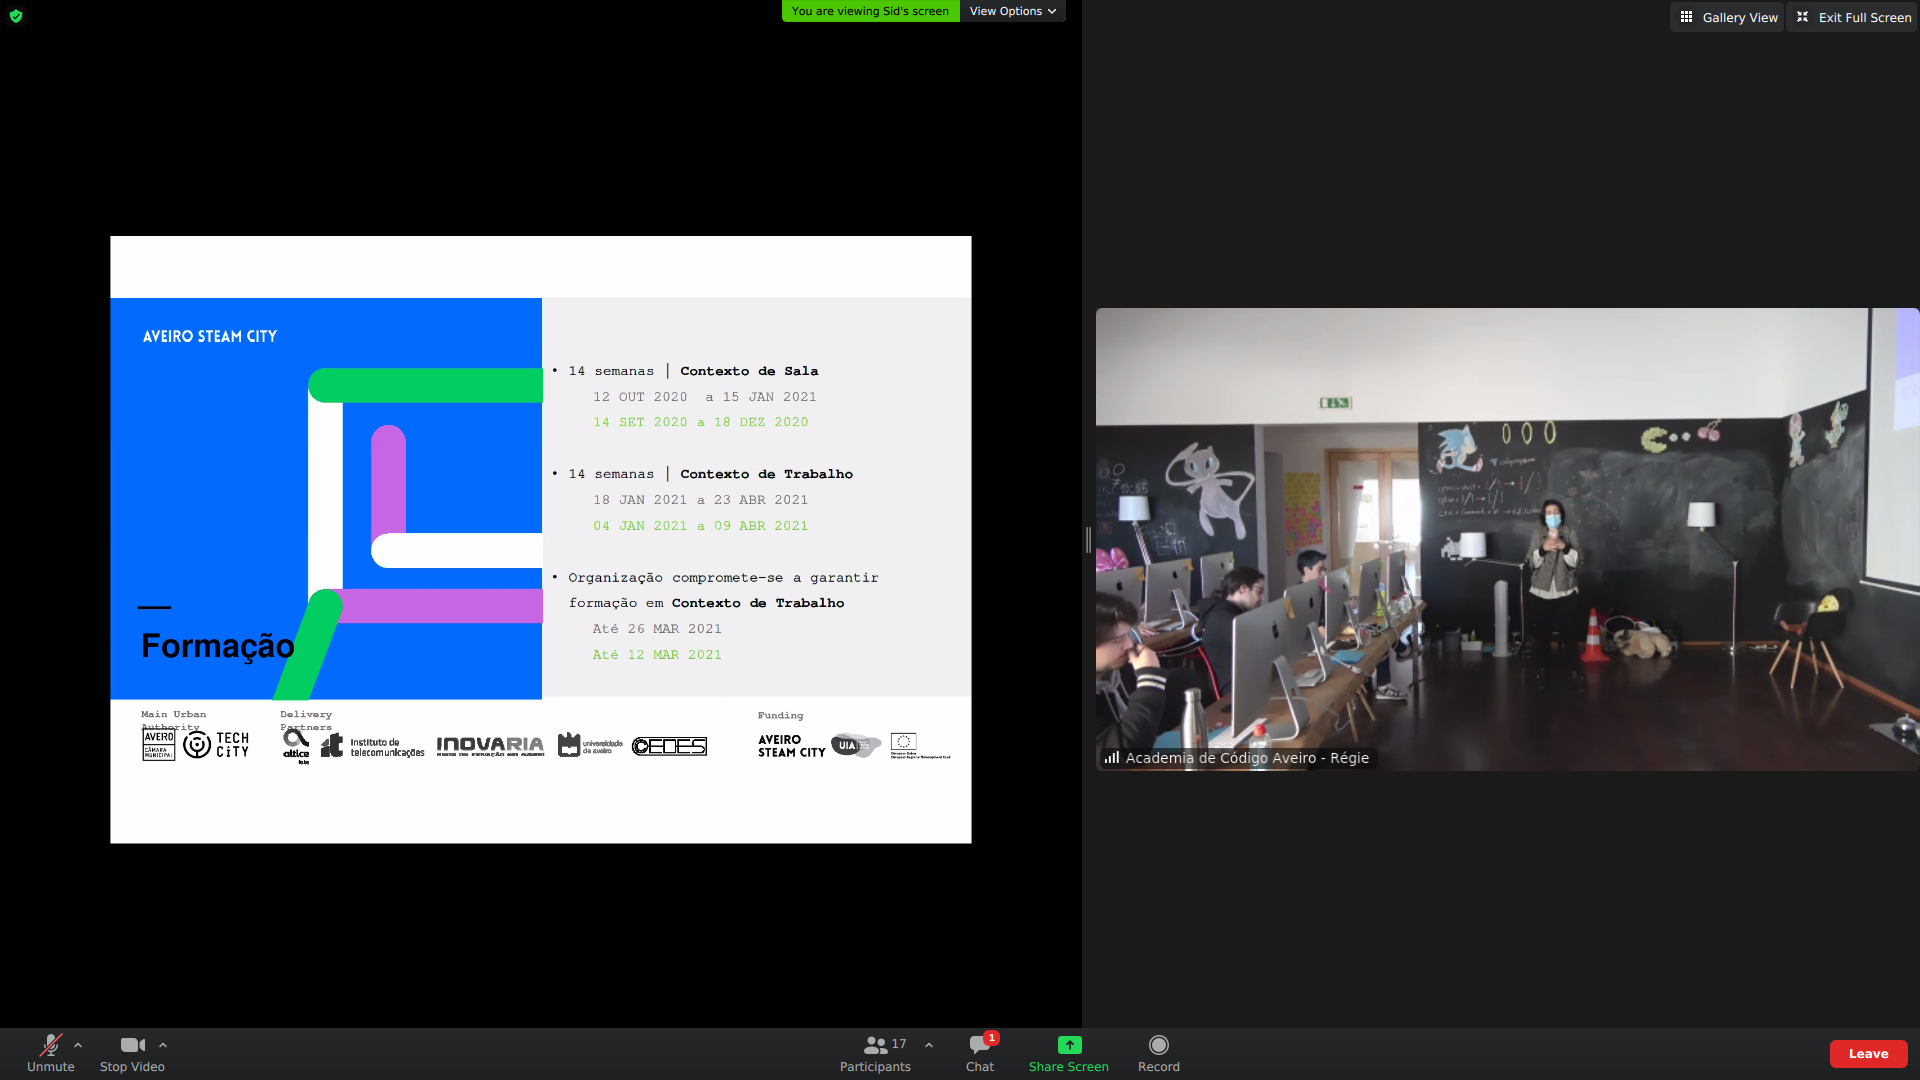 You are viewing Sid's screen
View Options
Gallery View
Exit Full Screen
AVEIRO STEAM CITY
• 14 semanas | Contexto de Sala
12 OUT 2020 a 15 JAN 2021
14 SET 2020 a 18 DEZ 2020
• 14 semanas | Contexto de Trabalho
18 JAN 2021 a 23 ABR 2021
04 JAN 2021 a 09 ABR 2021
• Organização compromete-se a garantir
formação em Contexto de Trabalho
Até 26 MAR 2021
Até 12 MAR 2021
Formação
Main Urban
Authority
Delivery
Partners
Funding
AVEIRO
CÂMARA
MUNICIPAL
TECH
CITY
altice
labs
instituto de
telecomunicações
INOVARIA
universidade
de aveiro
CEDES
AVEIRO
STEAM CITY
UIA
Academia de Código Aveiro - Régie
Unmute
Stop Video
17
Participants
1
Chat
Share Screen
Record
Leave